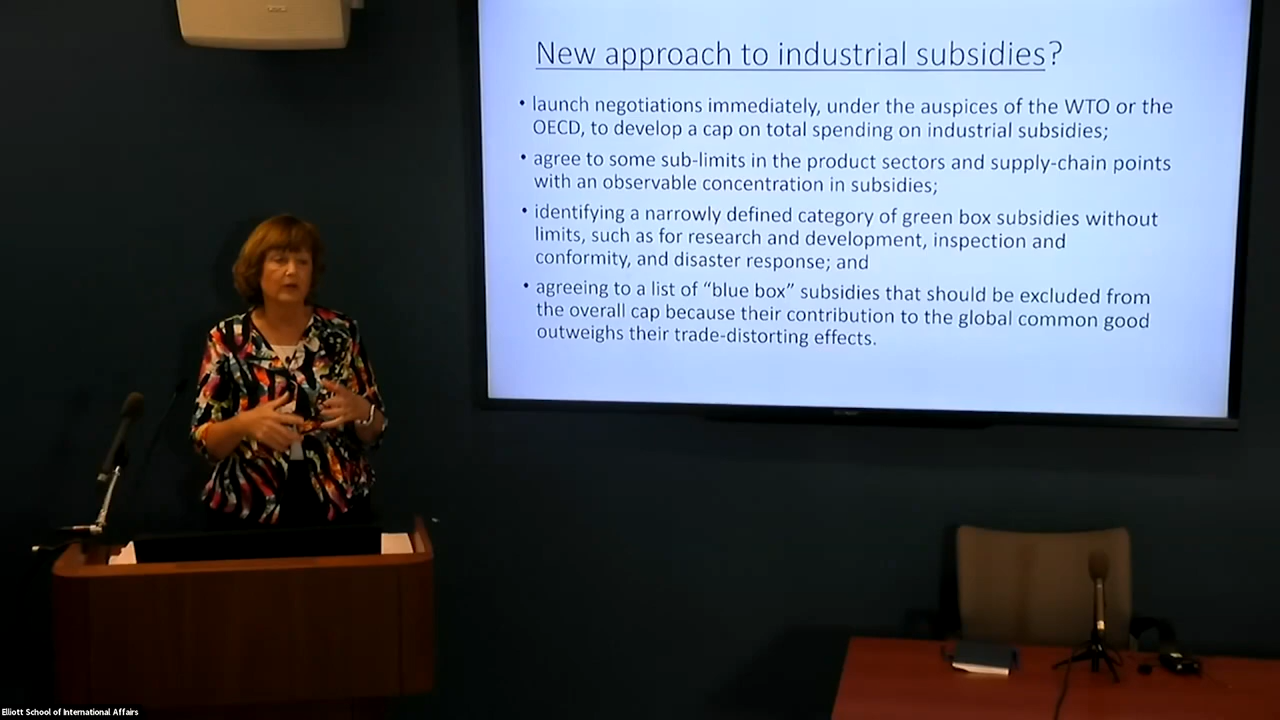 New approach to industrial subsidies?
• launch negotiations immediately, under the auspices of the WTO or the
OECD, to develop a cap on total spending on industrial subsidies;
• agree to some sub-limits in the product sectors and supply-chain points
with an observable concentration in subsidies;
• identifying a narrowly defined category of green box subsidies without
limits, such as for research and development, inspection and
conformity, and disaster response; and
• agreeing to a list of “blue box” subsidies that should be excluded from
the overall cap because their contribution to the global common good
outweighs their trade-distorting effects.
Elliott School of International Affairs